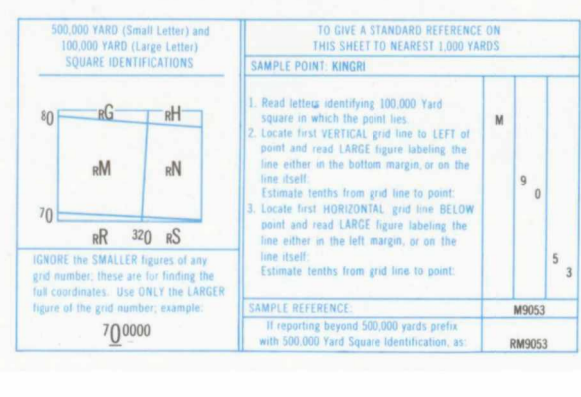 500,000 YARD (Small Letter) and
100,000 YARD (Large Letter)
SQUARE IDENTIFICATIONS
80 RG RH
RM RN
70
RR 320 RS
IGNORE the SMALLER figures of any
grid number; these are for finding the
full coordinates. Use ONLY the LARGER
figure of the grid number; example:
700000
TO GIVE A STANDARD REFERENCE ON
THIS SHEET TO NEAREST 1,000 YARDS
SAMPLE POINT: KINGRI
1. Read letters identifying 100,000 Yard
square in which the point lies. M
2. Locate first VERTICAL grid line to LEFT of
point and read LARGE figure labeling the
line either in the bottom margin, or on the
line itself: 9
Estimate tenths from grid line to point: 0
3. Locate first HORIZONTAL grid line BELOW
point and read LARGE figure labeling the
line either in the left margin, or on the
line itself: 5
Estimate tenths from grid line to point: 3
SAMPLE REFERENCE: M9053
If reporting beyond 500,000 yards prefix
with 500,000 Yard Square Identification, as: RM9053